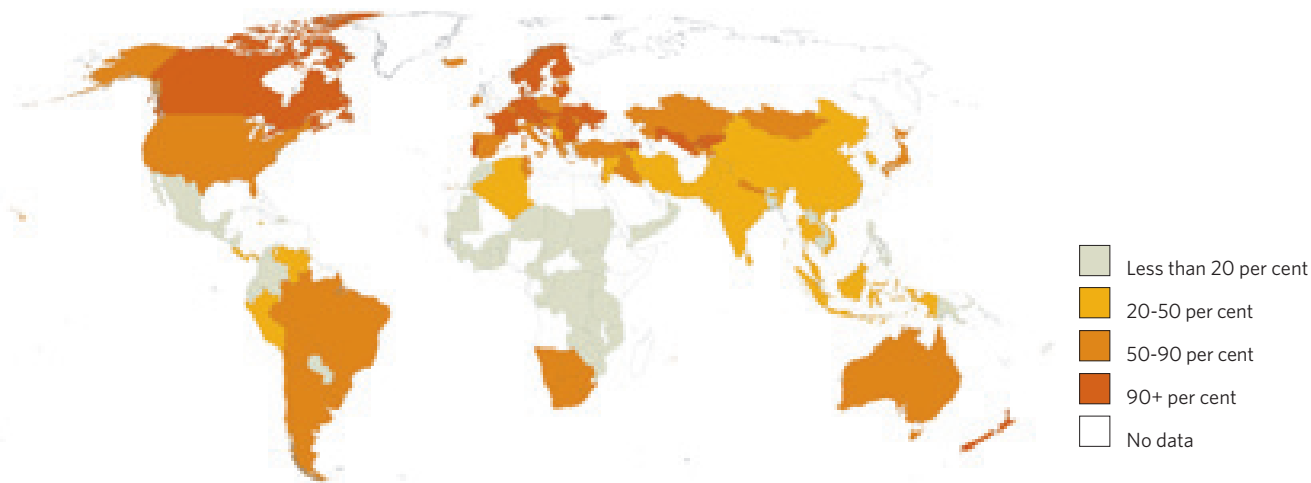 Less than 20 per cent
20-50 per cent
50-90 per cent
90+ per cent
No data